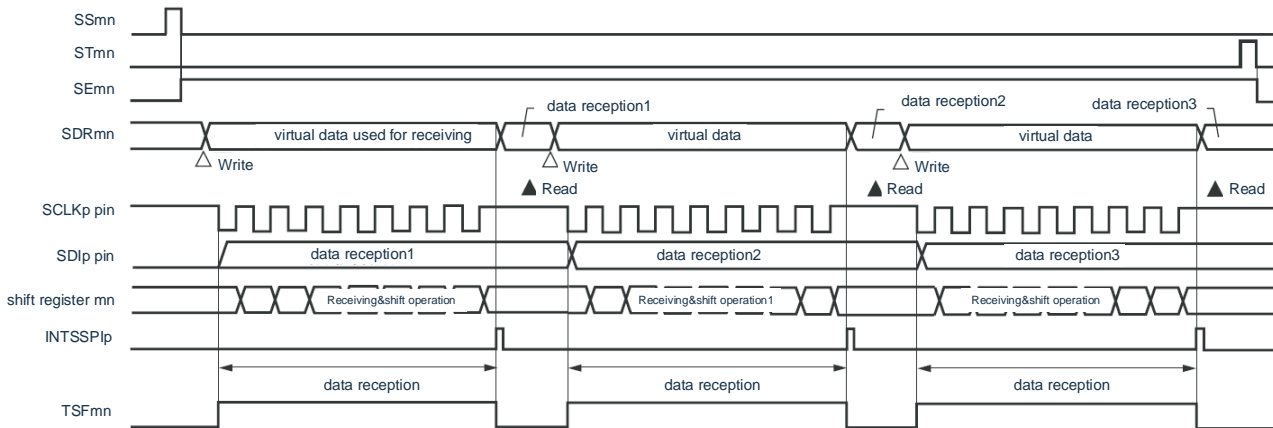 SSmn
STmn
SEmn
data reception1
data reception2
data reception3
SDRmn
virtual data used for receiving
virtual data
virtual data
Write
Write
Write
Read
Read
Read
SCLKp pin
SDIp pin
data reception1
data reception2
data reception3
shift register mn
Receiving&shift operation
Receiving&shift operation1
Receiving&shift operation
INTSSPIp
data reception
data reception
data reception
TSFmn